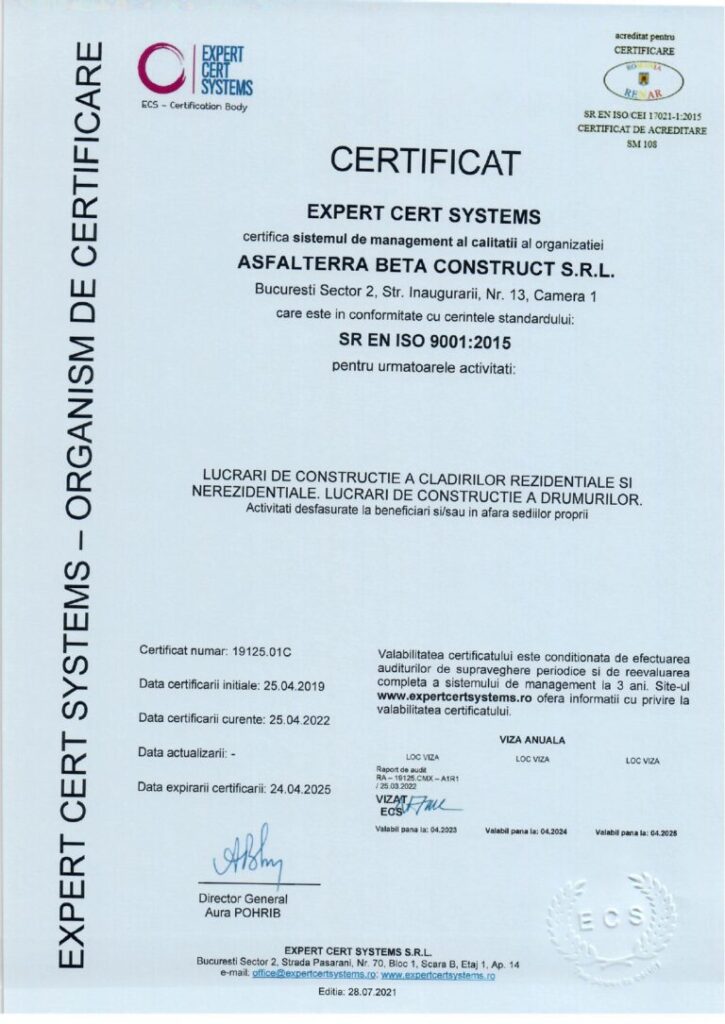 EXPERT CERT SYSTEMS – ORGANISM DE CERTIFICARE
EXPERT
CERT
SYSTEMS
ECS – Certification Body
acreditat pentru
CERTIFICARE
ROMANIA
RENAR
SR EN ISO/CEI 17021-1:2015
CERTIFICAT DE ACREDITARE
SM 108
CERTIFICAT
EXPERT CERT SYSTEMS
certifica sistemul de management al calitatii al organizatiei
ASFALTERRA BETA CONSTRUCT S.R.L.
Bucuresti Sector 2, Str. Inaugurarii, Nr. 13, Camera 1
care este in conformitate cu cerintele standardului:
SR EN ISO 9001:2015
pentru urmatoarele activitati:
LUCRARI DE CONSTRUCTIE A CLADIRILOR REZIDENTIALE SI
NEREZIDENTIALE. LUCRARI DE CONSTRUCTIE A DRUMURILOR.
Activitati desfasurate la beneficiari si/sau in afara sediilor proprii
Certificat numar: 19125.01C
Data certificarii initiale: 25.04.2019
Data certificarii curente: 25.04.2022
Data actualizarii: -
Data expirarii certificarii: 24.04.2025
Valabilitatea certificatului este conditionata de efectuarea
auditurilor de supraveghere periodice si de reevaluarea
completa a sistemului de management la 3 ani. Site-ul
www.expertcertsystems.ro ofera informatii cu privire la
valabilitatea certificatului.
VIZA ANUALA
LOC VIZA
LOC VIZA
LOC VIZA
Raport de audit
RA – 19125.CMX – A1R1
/ 25.03.2022
VIZAT
ECS
Valabil pana la: 04.2023
Valabil pana la: 04.2024
Valabil pana la: 04.2025
Director General
Aura POHRIB
ECS
EXPERT CERT SYSTEMS S.R.L.
Bucuresti Sector 2, Strada Pasarani, Nr. 70, Bloc 1, Scara B, Etaj 1, Ap. 14
e-mail: office@expertcertsystems.ro; www.expertcertsystems.ro
Editia: 28.07.2021